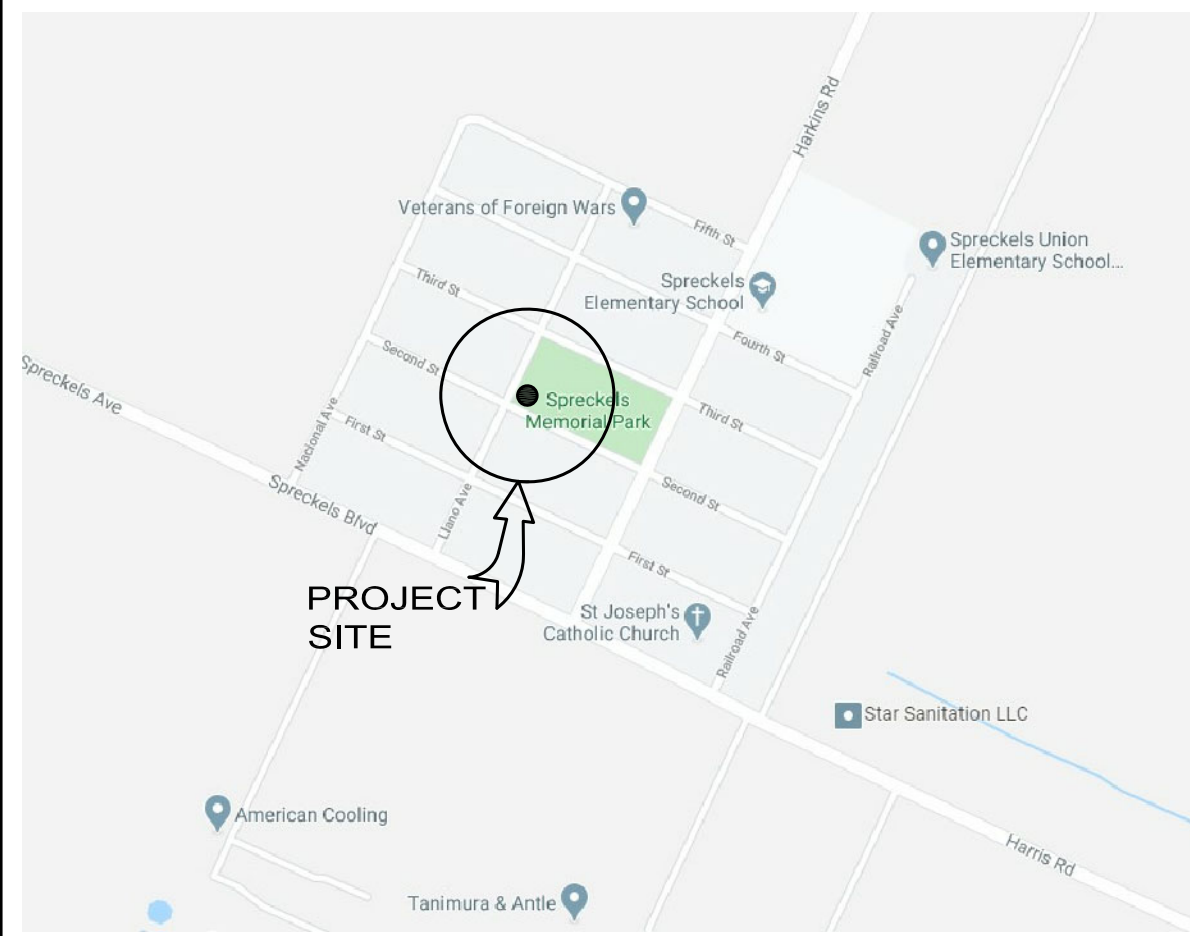 Harkins Rd
Veterans of Foreign Wars
Fifth St
Spreckels Union
Elementary School...
Third St
Spreckels
Elementary School
Fourth St
Railroad Ave
Second St
Spreckels Ave
Spreckels
Memorial Park
Third St
Nacional Ave
First St
Second St
Spreckels Blvd
Llano Ave
First St
PROJECT
SITE
St Joseph's
Catholic Church
Railroad Ave
Star Sanitation LLC
American Cooling
Harris Rd
Tanimura & Antle